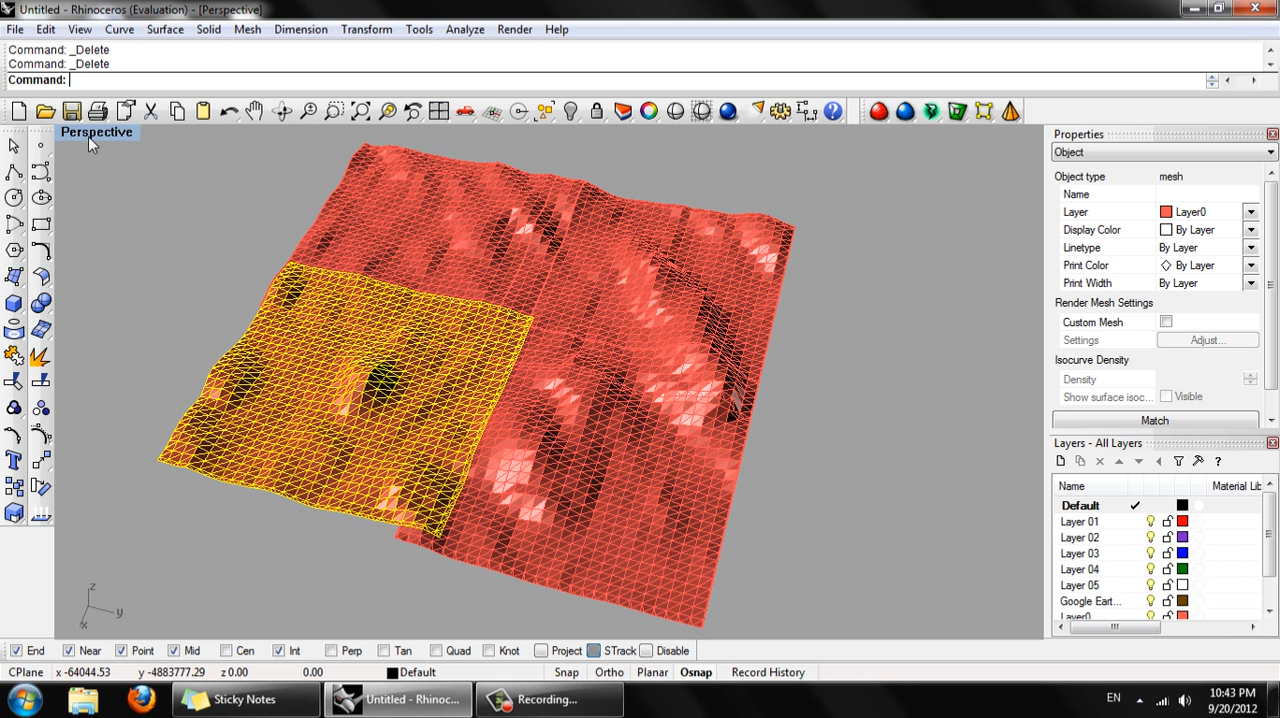 Untitled - Rhinoceros (Evaluation) - [Perspective]
File Edit View Curve Surface Solid Mesh Dimension Transform Tools Analyze Render Help
Command: _Delete
Command: _Delete
Command:
Perspective
Properties
Object
Object type mesh
Name
Layer Layer0
Display Color By Layer
Linetype By Layer
Print Color By Layer
Print Width By Layer
Render Mesh Settings
Custom Mesh
Settings Adjust...
Isocurve Density
Density
Show surface isoc... Visible
Match
Layers - All Layers
Name Material Lib
Default
Layer 01
Layer 02
Layer 03
Layer 04
Layer 05
Google Eart...
Layer0
z
y
x
End Near Point Mid Cen Int Perp Tan Quad Knot Project STrack Disable
CPlane x -64044.53 y -4883777.29 z 0.00 0.00 Default Snap Ortho Planar Osnap Record History
Sticky Notes Untitled - Rhinoc... Recording...
EN 10:43 PM
9/20/2012